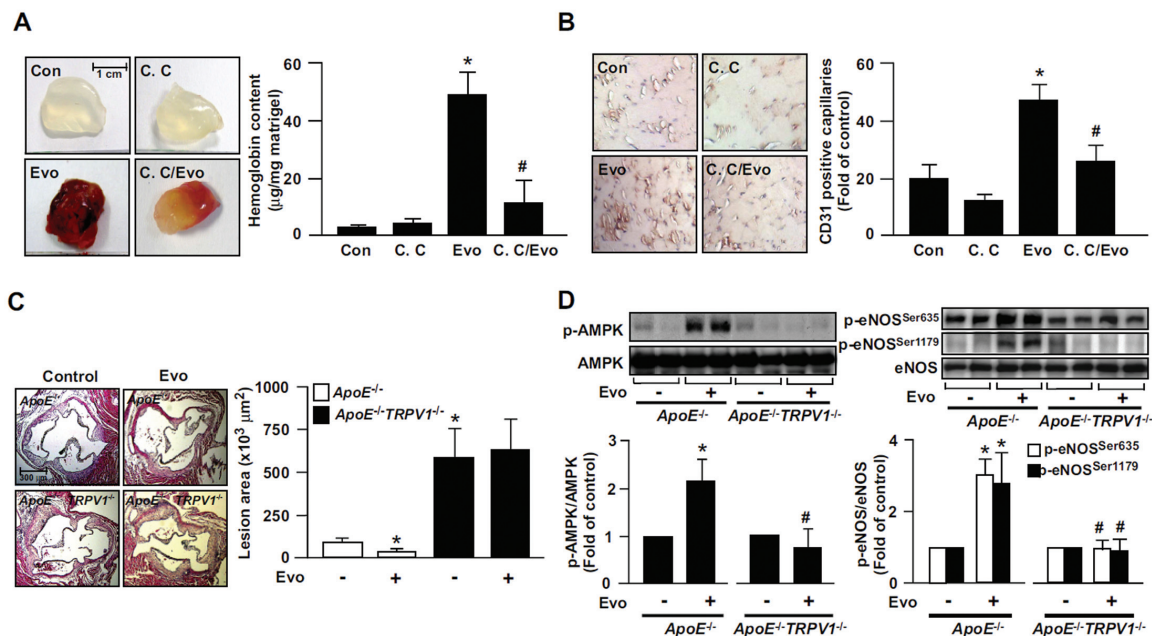 A
Con
1 cm
C. C
Evo
C. C/Evo
Hemoglobin content
(µg/mg matrigel)
60
40
20
0
Con C. C Evo C. C/Evo
*
#
B
Con
C. C
Evo
C. C/Evo
CD31 positive capillaries
(Fold of control)
60
40
20
0
Con C. C Evo C. C/Evo
*
#
C
Control Evo
ApoE-/-
300 µm
ApoE-/-TRPV1-/-
ApoE-/-TRPV1-/-
Lesion area (x10³ µm²)
1000
750
500
250
0
ApoE-/-
ApoE-/-TRPV1-/-
*
*
Evo - + - +
D
p-AMPK
AMPK
Evo - + - +
ApoE-/- ApoE-/-TRPV1-/-
p-eNOSSer635
p-eNOSSer1179
eNOS
Evo - + - +
ApoE-/- ApoE-/-TRPV1-/-
p-AMPK/AMPK
(Fold of control)
4
3
2
1
0
*
#
Evo - + - +
ApoE-/- ApoE-/-TRPV1-/-
p-eNOS/eNOS
(Fold of control)
4
3
2
1
0
p-eNOSSer635
p-eNOSSer1179
* *
# #
Evo - + - +
ApoE-/- ApoE-/-TRPV1-/-